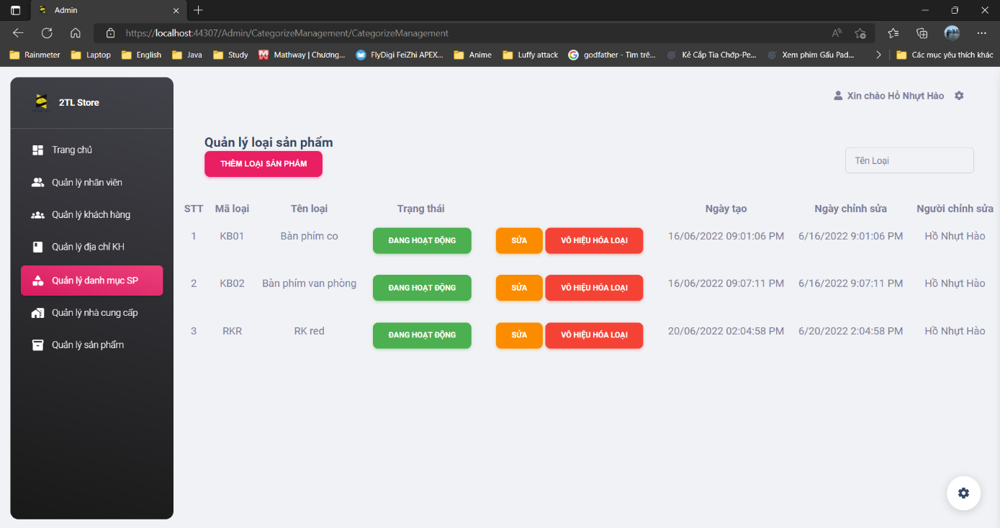 Admin
https://localhost:44307/Admin/CategorizeManagement/CategorizeManagement
Rainmeter Laptop English Java Study Mathway | Chương... FlyDigi FeiZhi APEX... Anime Luffy attack godfather - Tìm trê... Kẻ Cắp Tia Chớp-Pe... Xem phim Gấu Pad... Các mục yêu thích khác
2TL Store
Xin chào Hồ Nhựt Hào
Trang chủ
Quản lý nhân viên
Quản lý khách hàng
Quản lý địa chỉ KH
Quản lý danh mục SP
Quản lý nhà cung cấp
Quản lý sản phẩm
Quản lý loại sản phẩm
THÊM LOẠI SẢN PHẨM
Tên Loại
STT Mã loại Tên loại Trạng thái Ngày tạo Ngày chỉnh sửa Người chỉnh sửa
1 KB01 Bàn phím co ĐANG HOẠT ĐỘNG SỬA VÔ HIỆU HÓA LOẠI 16/06/2022 09:01:06 PM 6/16/2022 9:01:06 PM Hồ Nhựt Hào
2 KB02 Bàn phím van phòng ĐANG HOẠT ĐỘNG SỬA VÔ HIỆU HÓA LOẠI 16/06/2022 09:07:11 PM 6/16/2022 9:07:11 PM Hồ Nhựt Hào
3 RKR RK red ĐANG HOẠT ĐỘNG SỬA VÔ HIỆU HÓA LOẠI 20/06/2022 02:04:58 PM 6/20/2022 2:04:58 PM Hồ Nhựt Hào